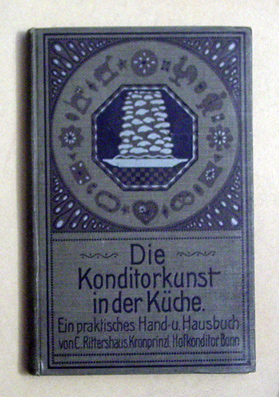 Die
Konditorkunst
in der Küche.
Ein praktisches Hand- u. Hausbuch
von C. Rittershaus, Kronprinzl. Hofkonditor Bonn